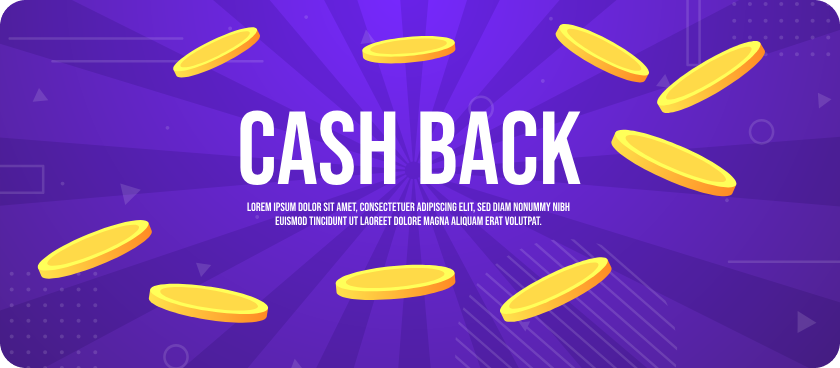 CASH BACK
LOREM IPSUM DOLOR SIT AMET, CONSECTETUER ADIPISCING ELIT, SED DIAM NONUMMY NIBH
EUISMOD TINCIDUNT UT LAOREET DOLORE MAGNA ALIQUAM ERAT VOLUTPAT.